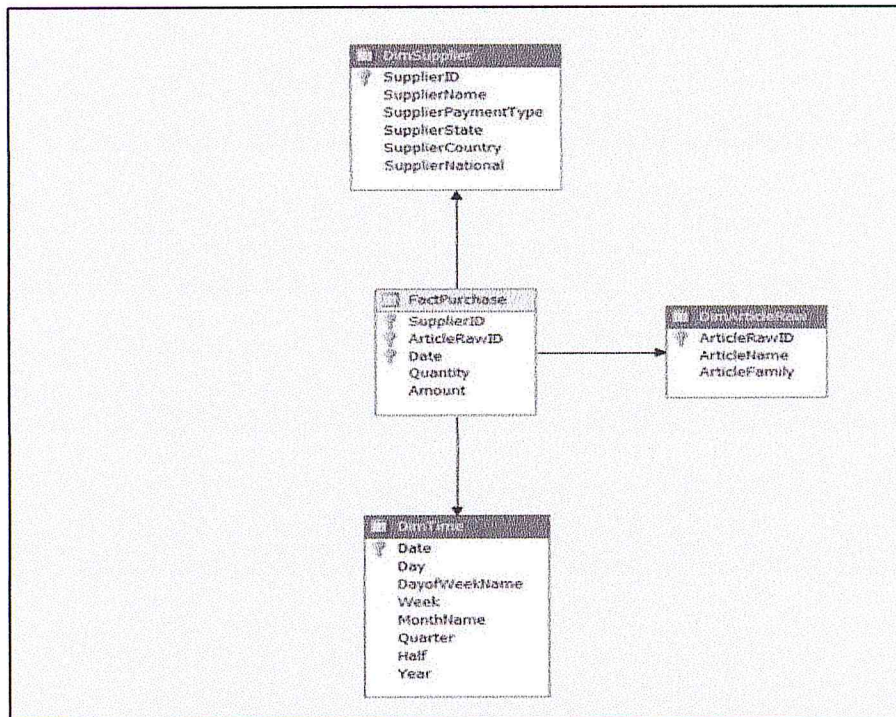 DimSupplier
SupplierID
SupplierName
SupplierPaymentType
SupplierState
SupplierCountry
SupplierNational
FactPurchase
SupplierID
ArticleRawID
Date
Quantity
Amount
DimArticleRaw
ArticleRawID
ArticleName
ArticleFamily
DimTime
Date
Day
DayofWeekName
Week
MonthName
Quarter
Half
Year